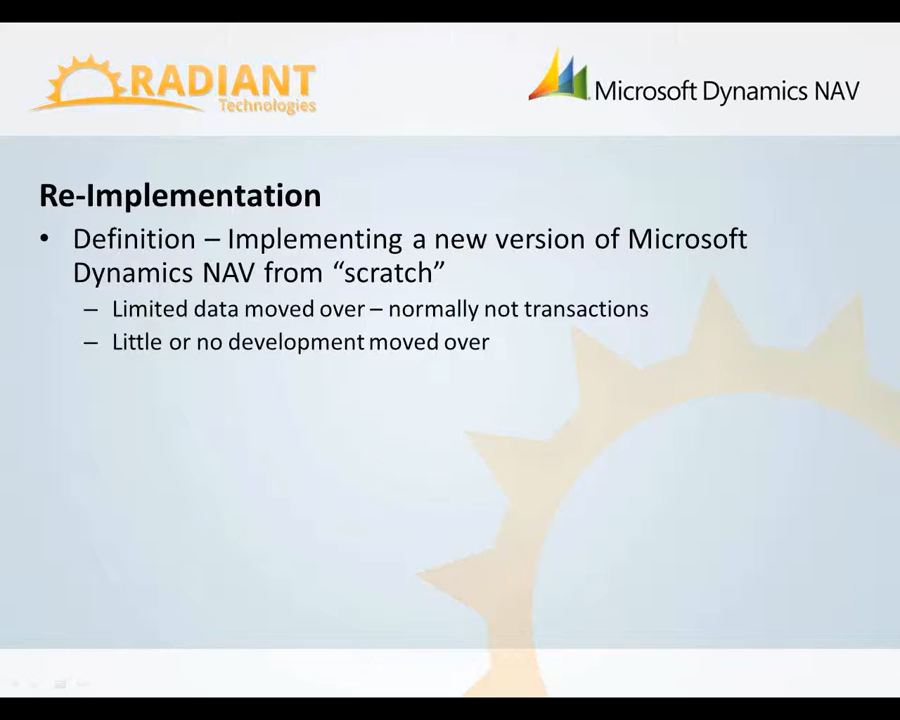 RADIANT
Technologies
Microsoft Dynamics NAV
Re-Implementation
• Definition – Implementing a new version of Microsoft
Dynamics NAV from “scratch”
– Limited data moved over – normally not transactions
– Little or no development moved over